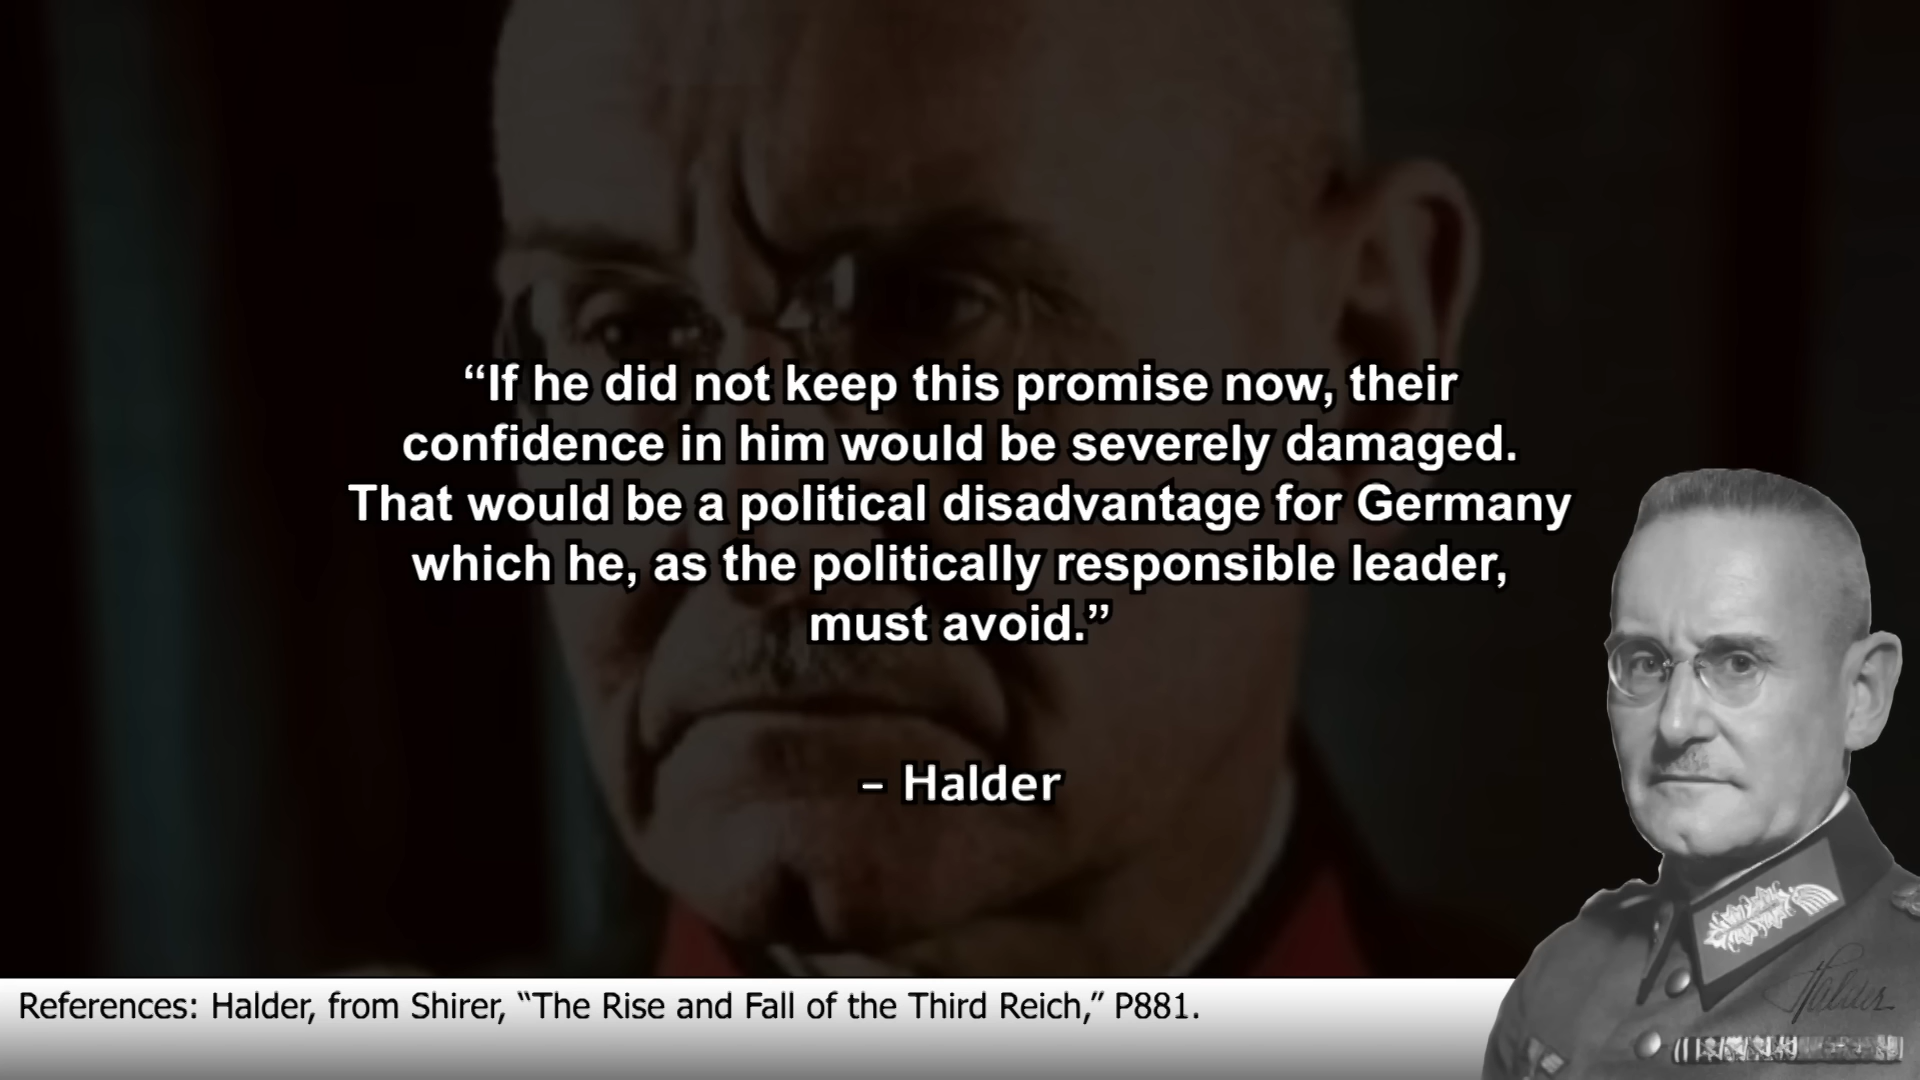 “If he did not keep this promise now, their
confidence in him would be severely damaged.
That would be a political disadvantage for Germany
which he, as the politically responsible leader,
must avoid.”
– Halder
Halder
References: Halder, from Shirer, “The Rise and Fall of the Third Reich,” P881.